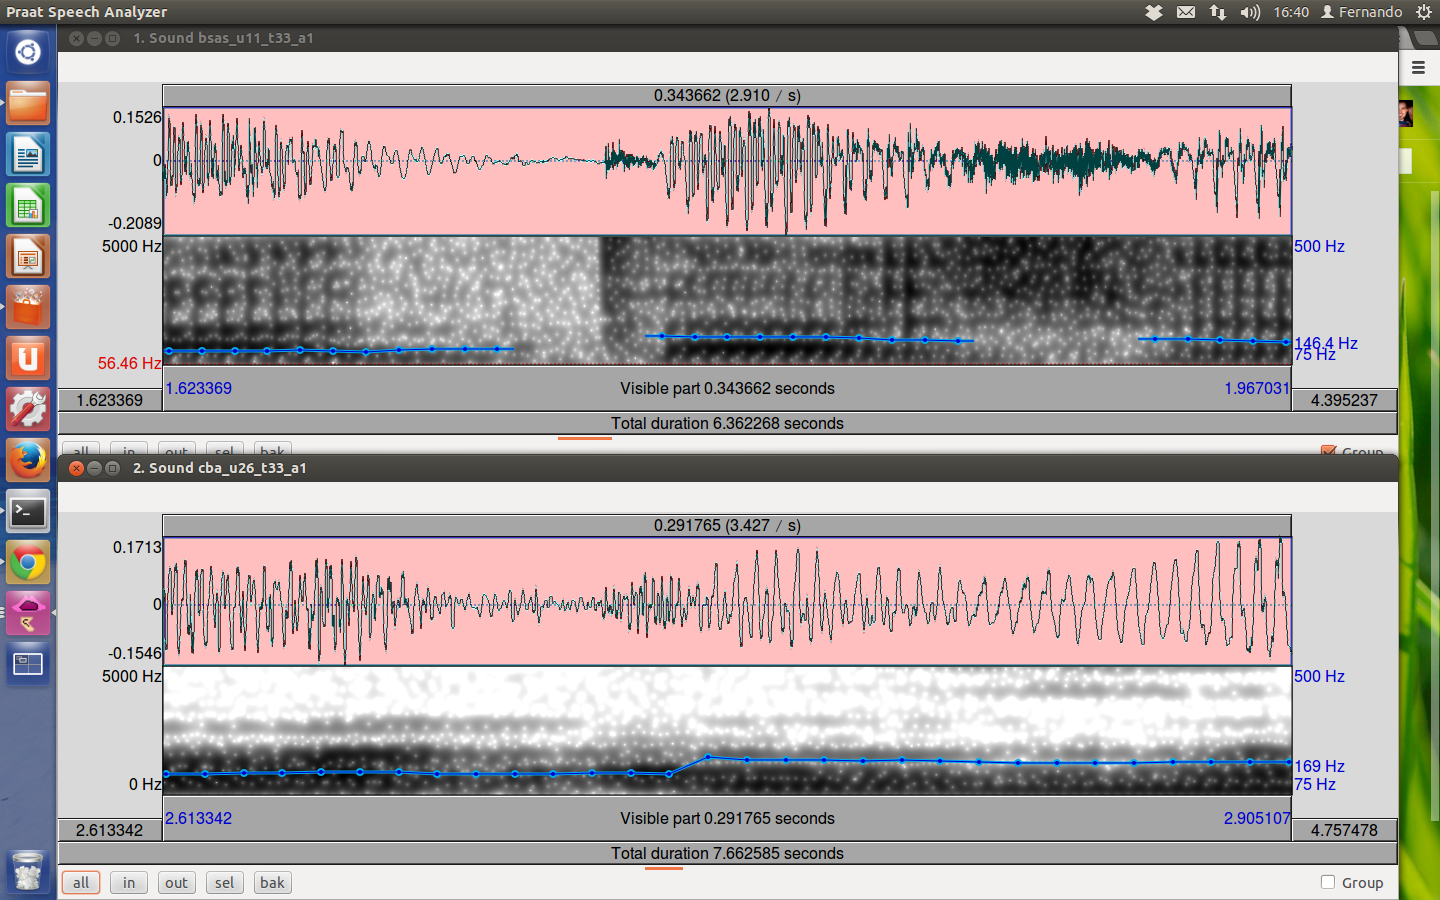 Praat Speech Analyzer
16:40 Fernando
1. Sound bsas_u11_t33_a1
0.343662 (2.910 / s)
0.1526
0
-0.2089
5000 Hz
500 Hz
56.46 Hz
146.4 Hz
75 Hz
1.623369
Visible part 0.343662 seconds
1.967031
1.623369
4.395237
Total duration 6.362268 seconds
all in out sel bak
Group
2. Sound cba_u26_t33_a1
0.291765 (3.427 / s)
0.1713
0
-0.1546
5000 Hz
500 Hz
169 Hz
0 Hz
75 Hz
2.613342
Visible part 0.291765 seconds
2.905107
2.613342
4.757478
Total duration 7.662585 seconds
all in out sel bak
Group